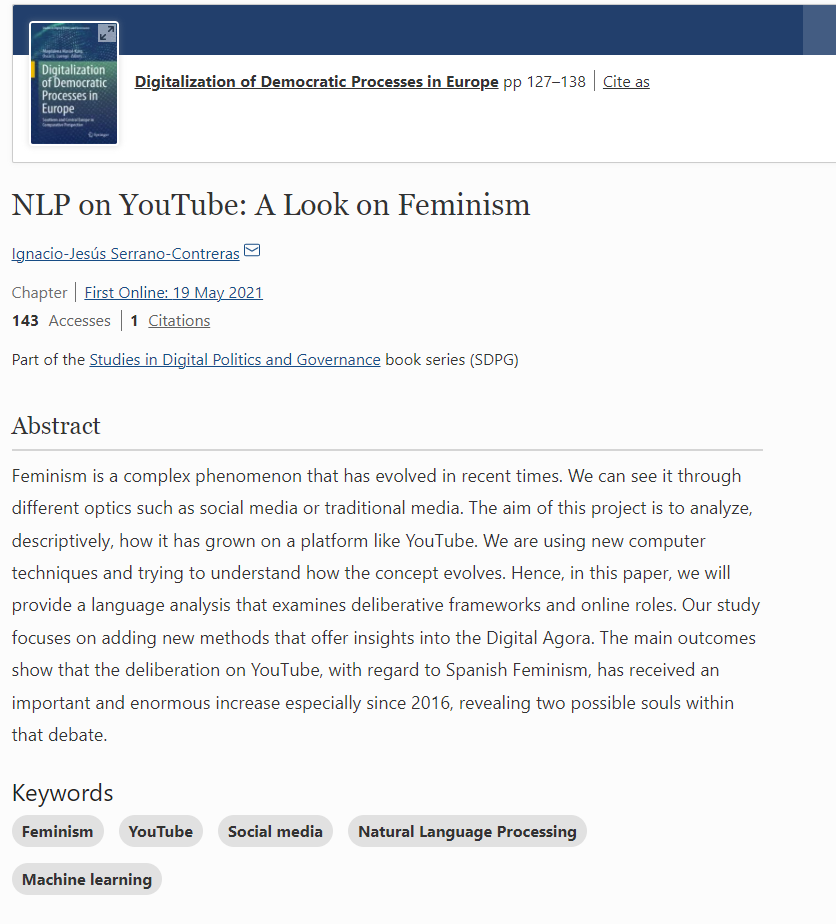 Digitalization
of Democratic
Processes in
Europe
Springer
Digitalization of Democratic Processes in Europe pp 127–138 | Cite as
NLP on YouTube: A Look on Feminism
Ignacio-Jesús Serrano-Contreras
Chapter | First Online: 19 May 2021
143 Accesses | 1 Citations
Part of the Studies in Digital Politics and Governance book series (SDPG)
Abstract
Feminism is a complex phenomenon that has evolved in recent times. We can see it through
different optics such as social media or traditional media. The aim of this project is to analyze,
descriptively, how it has grown on a platform like YouTube. We are using new computer
techniques and trying to understand how the concept evolves. Hence, in this paper, we will
provide a language analysis that examines deliberative frameworks and online roles. Our study
focuses on adding new methods that offer insights into the Digital Agora. The main outcomes
show that the deliberation on YouTube, with regard to Spanish Feminism, has received an
important and enormous increase especially since 2016, revealing two possible souls within
that debate.
Keywords
Feminism YouTube Social media Natural Language Processing
Machine learning